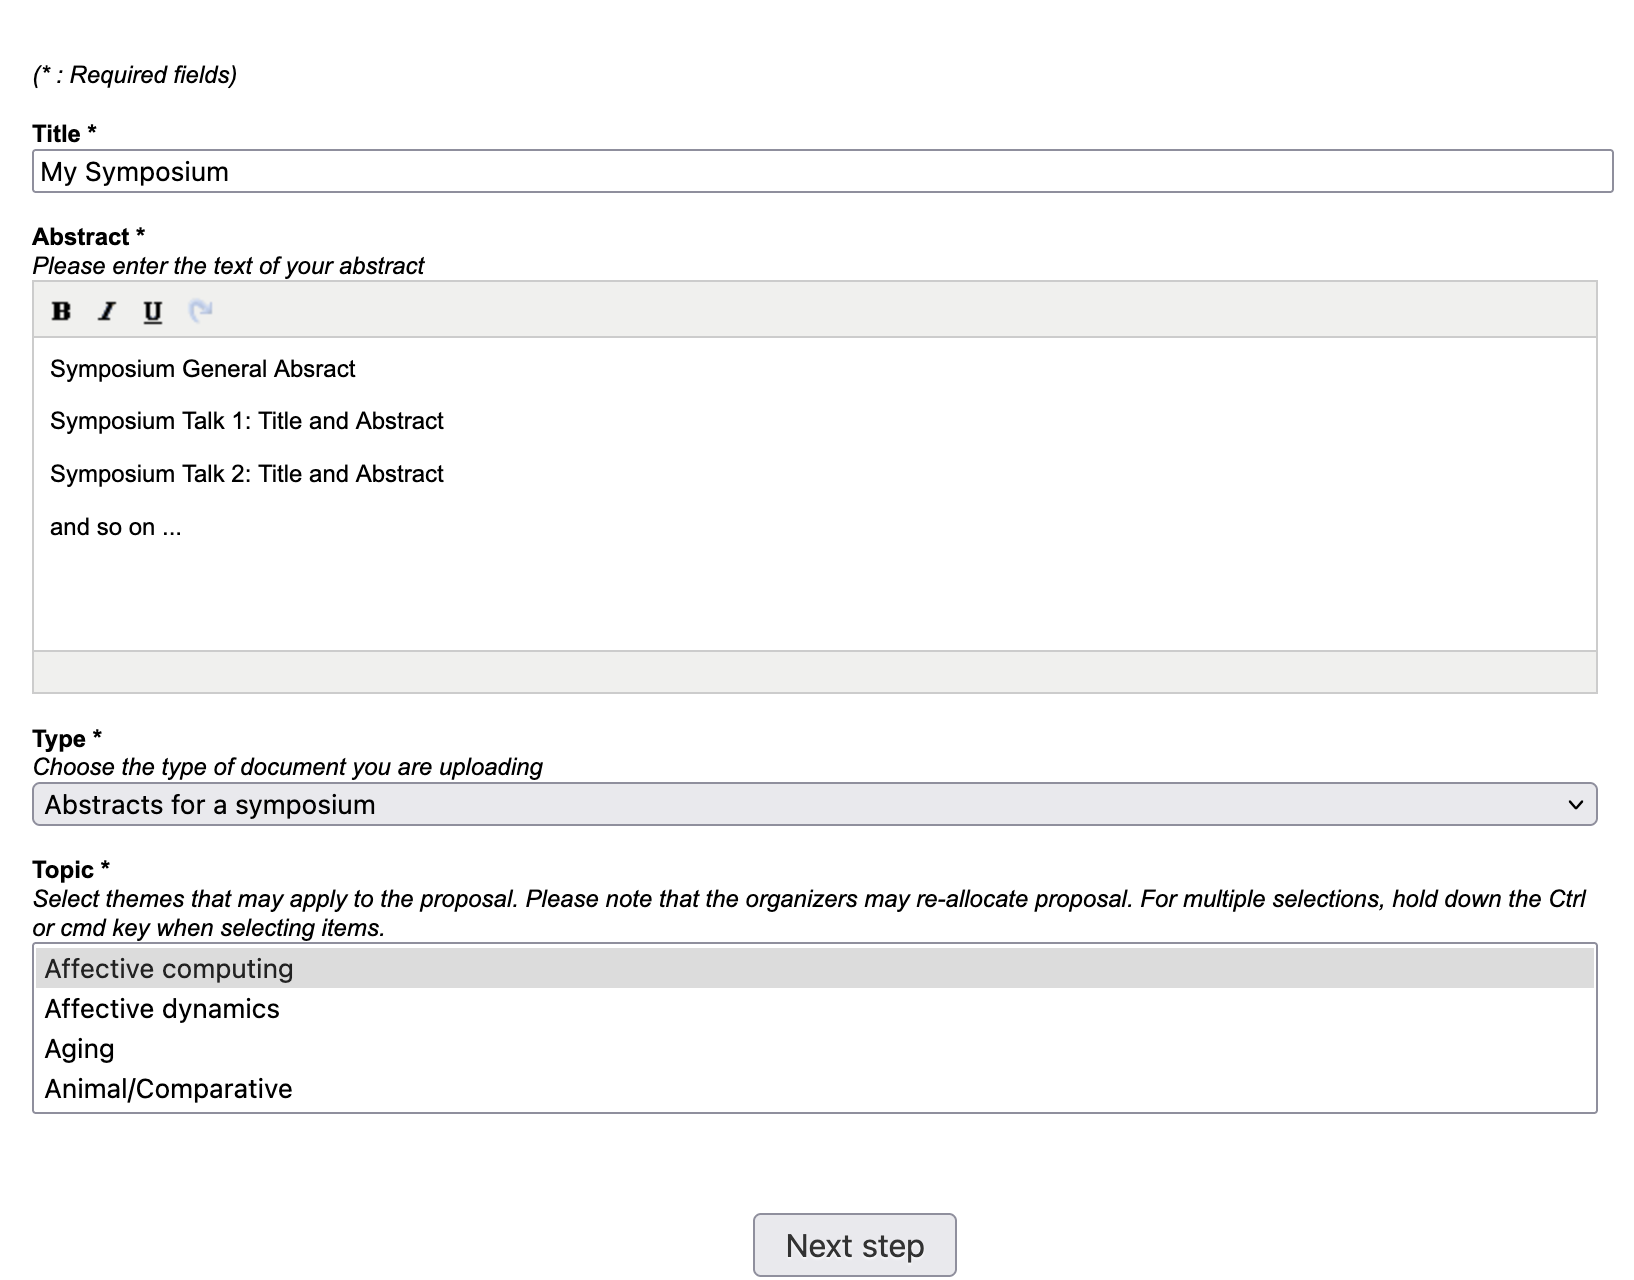 (* : Required fields)
Title *
My Symposium
Abstract *
Please enter the text of your abstract
B I U
Symposium General Absract
Symposium Talk 1: Title and Abstract
Symposium Talk 2: Title and Abstract
and so on ...
Type *
Choose the type of document you are uploading
Abstracts for a symposium
Topic *
Select themes that may apply to the proposal. Please note that the organizers may re-allocate proposal. For multiple selections, hold down the Ctrl
or cmd key when selecting items.
Affective computing
Affective dynamics
Aging
Animal/Comparative
Next step